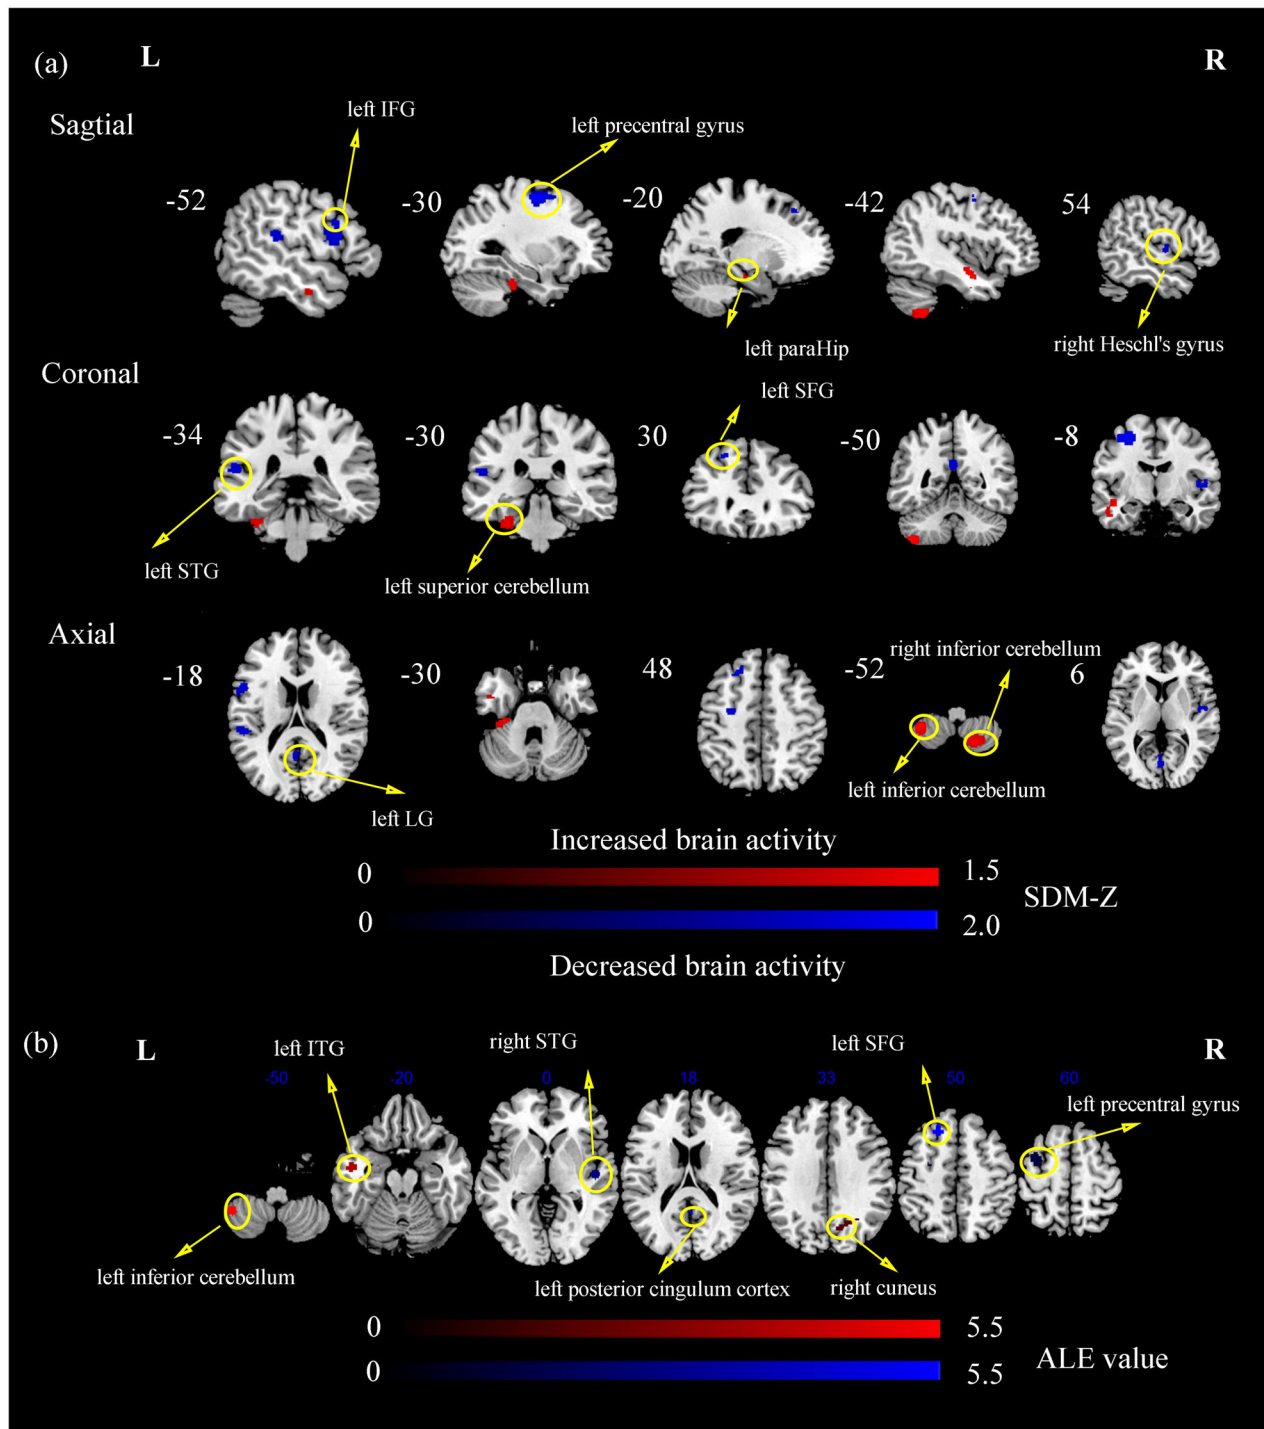 (a) L R
left IFG
Sagtial
left precentral gyrus
-52 -30 -20 -42 54
left paraHip
right Heschl's gyrus
Coronal
left SFG
-34 -30 30 -50 -8
left STG
left superior cerebellum
Axial
right inferior cerebellum
-18 -30 48 -52 6
left inferior cerebellum
left LG
Increased brain activity
0 1.5
SDM-Z
0 2.0
Decreased brain activity
(b) L R
left ITG right STG left SFG
-50 -20 0 18 33 50 60
left precentral gyrus
left inferior cerebellum
left posterior cingulum cortex
right cuneus
0 5.5
ALE value
0 5.5